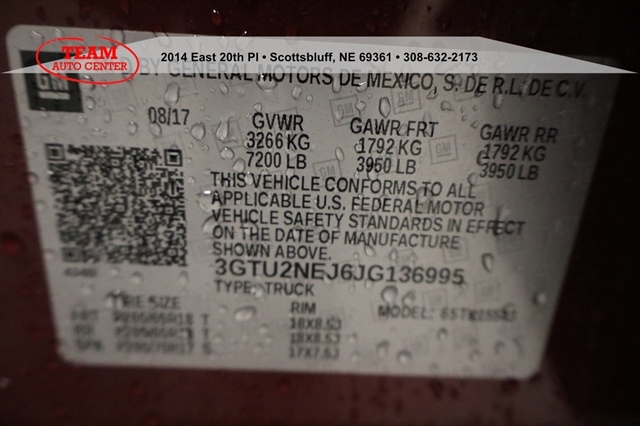 TEAM
AUTO CENTER
2014 East 20th Pl • Scottsbluff, NE 69361 • 308-632-2173
GM
BY GENERAL MOTORS DE MEXICO, S. DE R.L. DE C.V.
08/17
GVWR GAWR FRT GAWR RR
3266 KG 1792 KG 1792 KG
7200 LB 3950 LB 3950 LB
THIS VEHICLE CONFORMS TO ALL
APPLICABLE U.S. FEDERAL MOTOR
VEHICLE SAFETY STANDARDS IN EFFECT
ON THE DATE OF MANUFACTURE
SHOWN ABOVE.
3GTU2NEJ6JG136995
TYPE: TRUCK
TIRE SIZE RIM MODEL:
18X8.5J
18X8.5J
17X7.5J